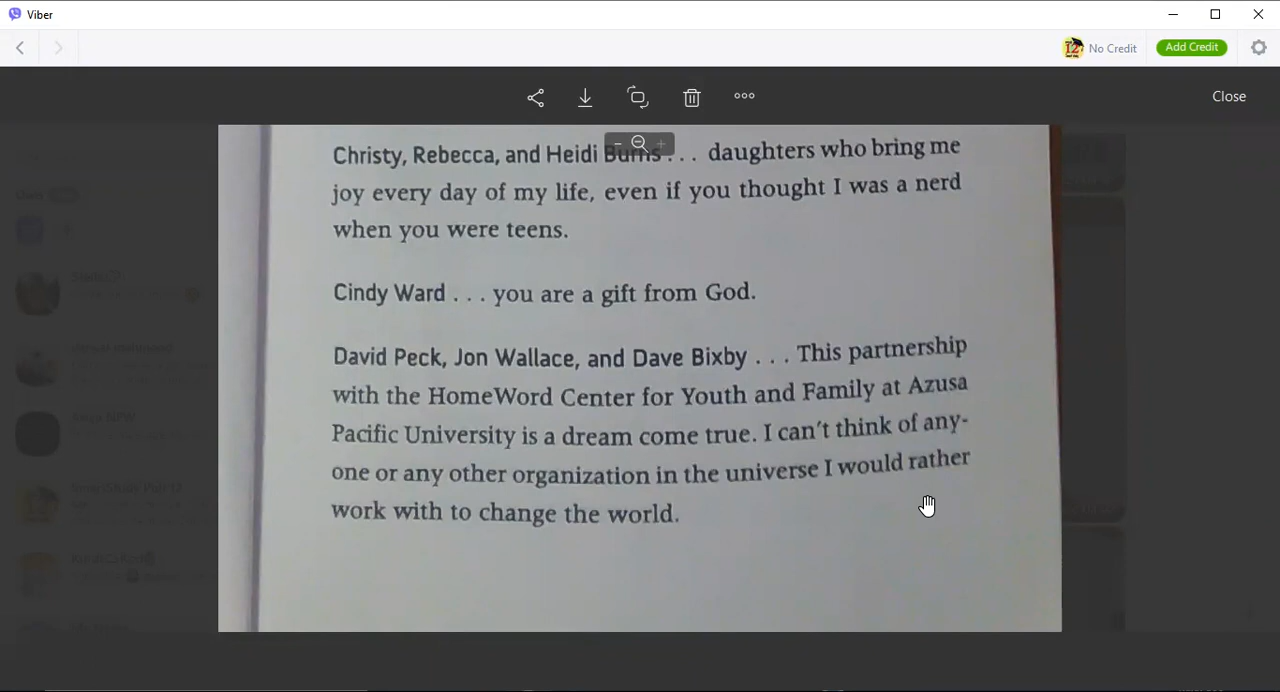 Viber
No Credit
Add Credit
Close
Christy, Rebecca, and Heidi Burns . . . daughters who bring me
joy every day of my life, even if you thought I was a nerd
when you were teens.
Cindy Ward . . . you are a gift from God.
David Peck, Jon Wallace, and Dave Bixby . . . This partnership
with the HomeWord Center for Youth and Family at Azusa
Pacific University is a dream come true. I can't think of any-
one or any other organization in the universe I would rather
work with to change the world.